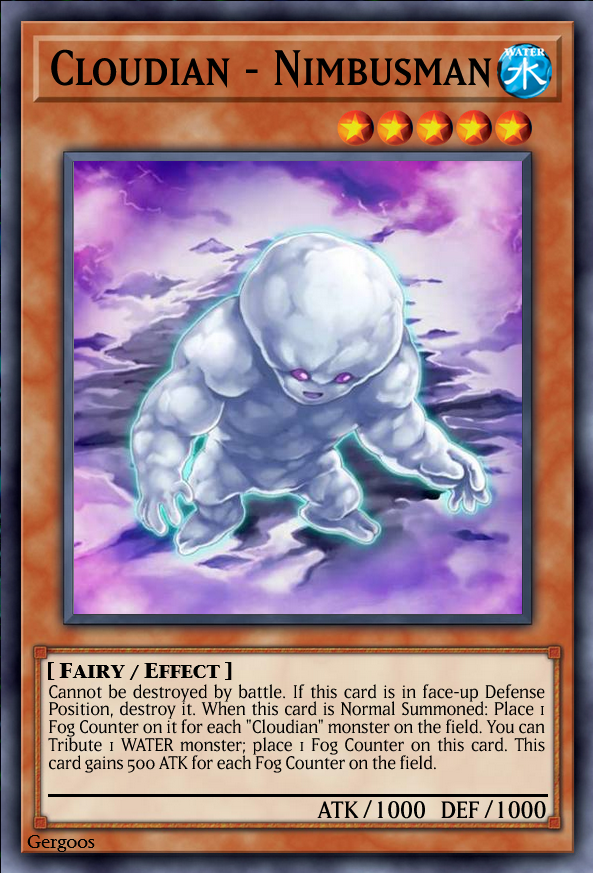 Cloudian - Nimbusman
WATER
水
[ Fairy / Effect ]
Cannot be destroyed by battle. If this card is in face-up Defense
Position, destroy it. When this card is Normal Summoned: Place 1
Fog Counter on it for each "Cloudian" monster on the field. You can
Tribute 1 WATER monster; place 1 Fog Counter on this card. This
card gains 500 ATK for each Fog Counter on the field.
ATK / 1000 DEF / 1000
Gergoos